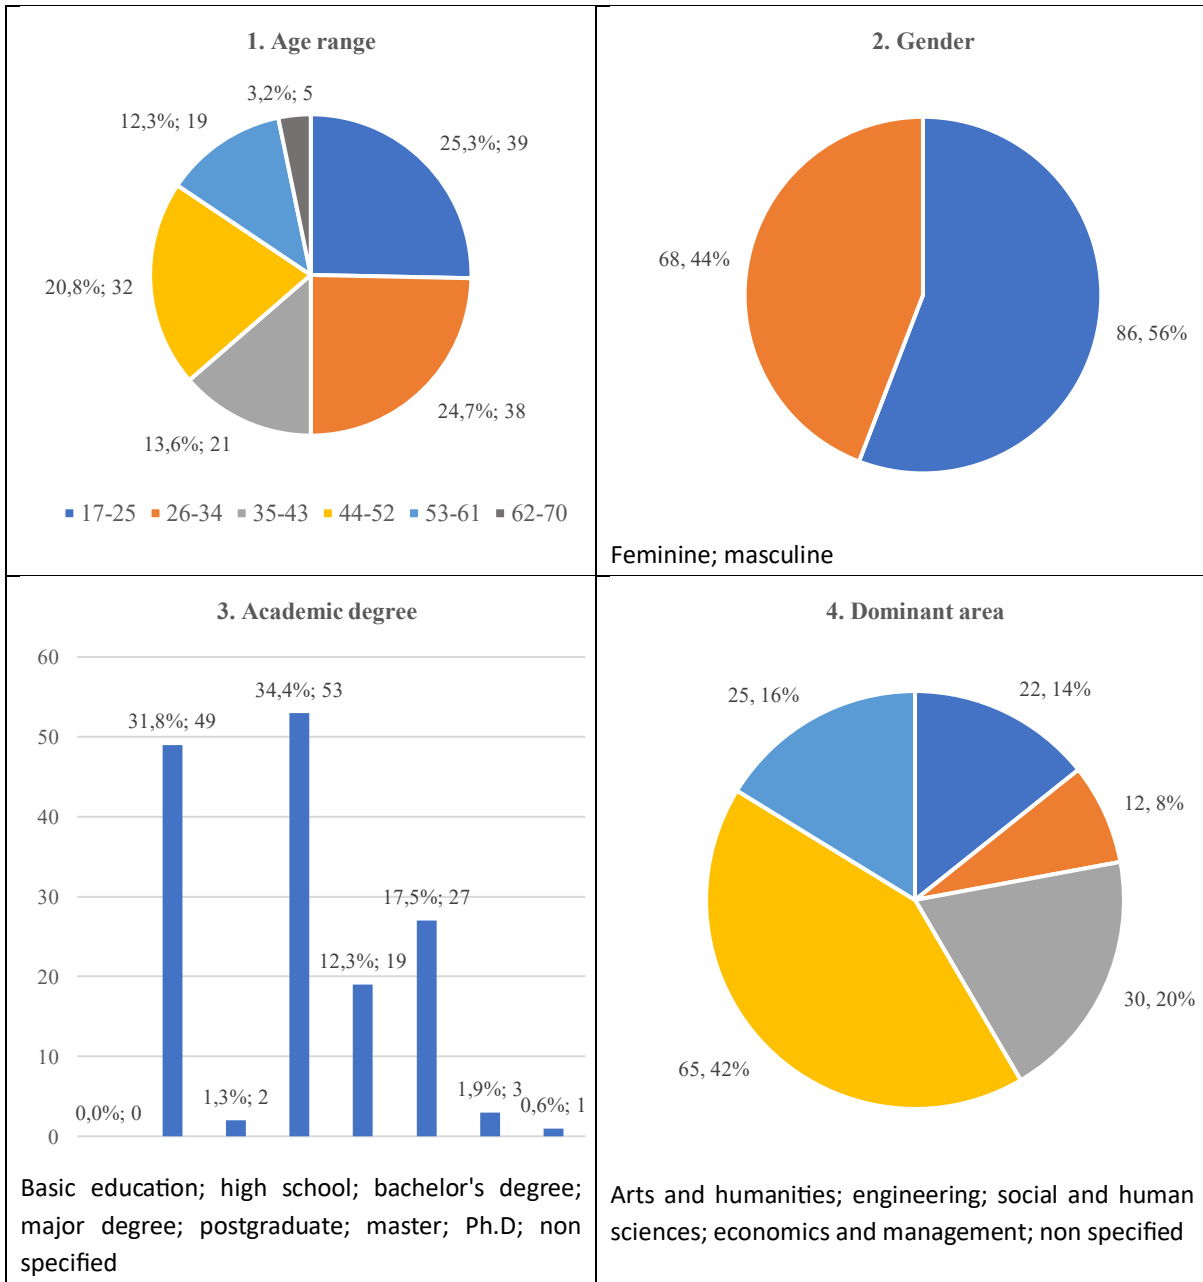 1. Age range
3,2%; 5
12,3%; 19
25,3%; 39
20,8%; 32
24,7%; 38
13,6%; 21
17-25 26-34 35-43 44-52 53-61 62-70
2. Gender
68, 44%
86, 56%
Feminine; masculine
3. Academic degree
60
34,4%; 53
31,8%; 49
50
40
30
17,5%; 27
12,3%; 19
20
10
1,3%; 2
1,9%; 3
0,6%; 1
0,0%; 0
0
Basic education; high school; bachelor's degree;
major degree; postgraduate; master; Ph.D; non
specified
4. Dominant area
25, 16%
22, 14%
12, 8%
30, 20%
65, 42%
Arts and humanities; engineering; social and human
sciences; economics and management; non specified